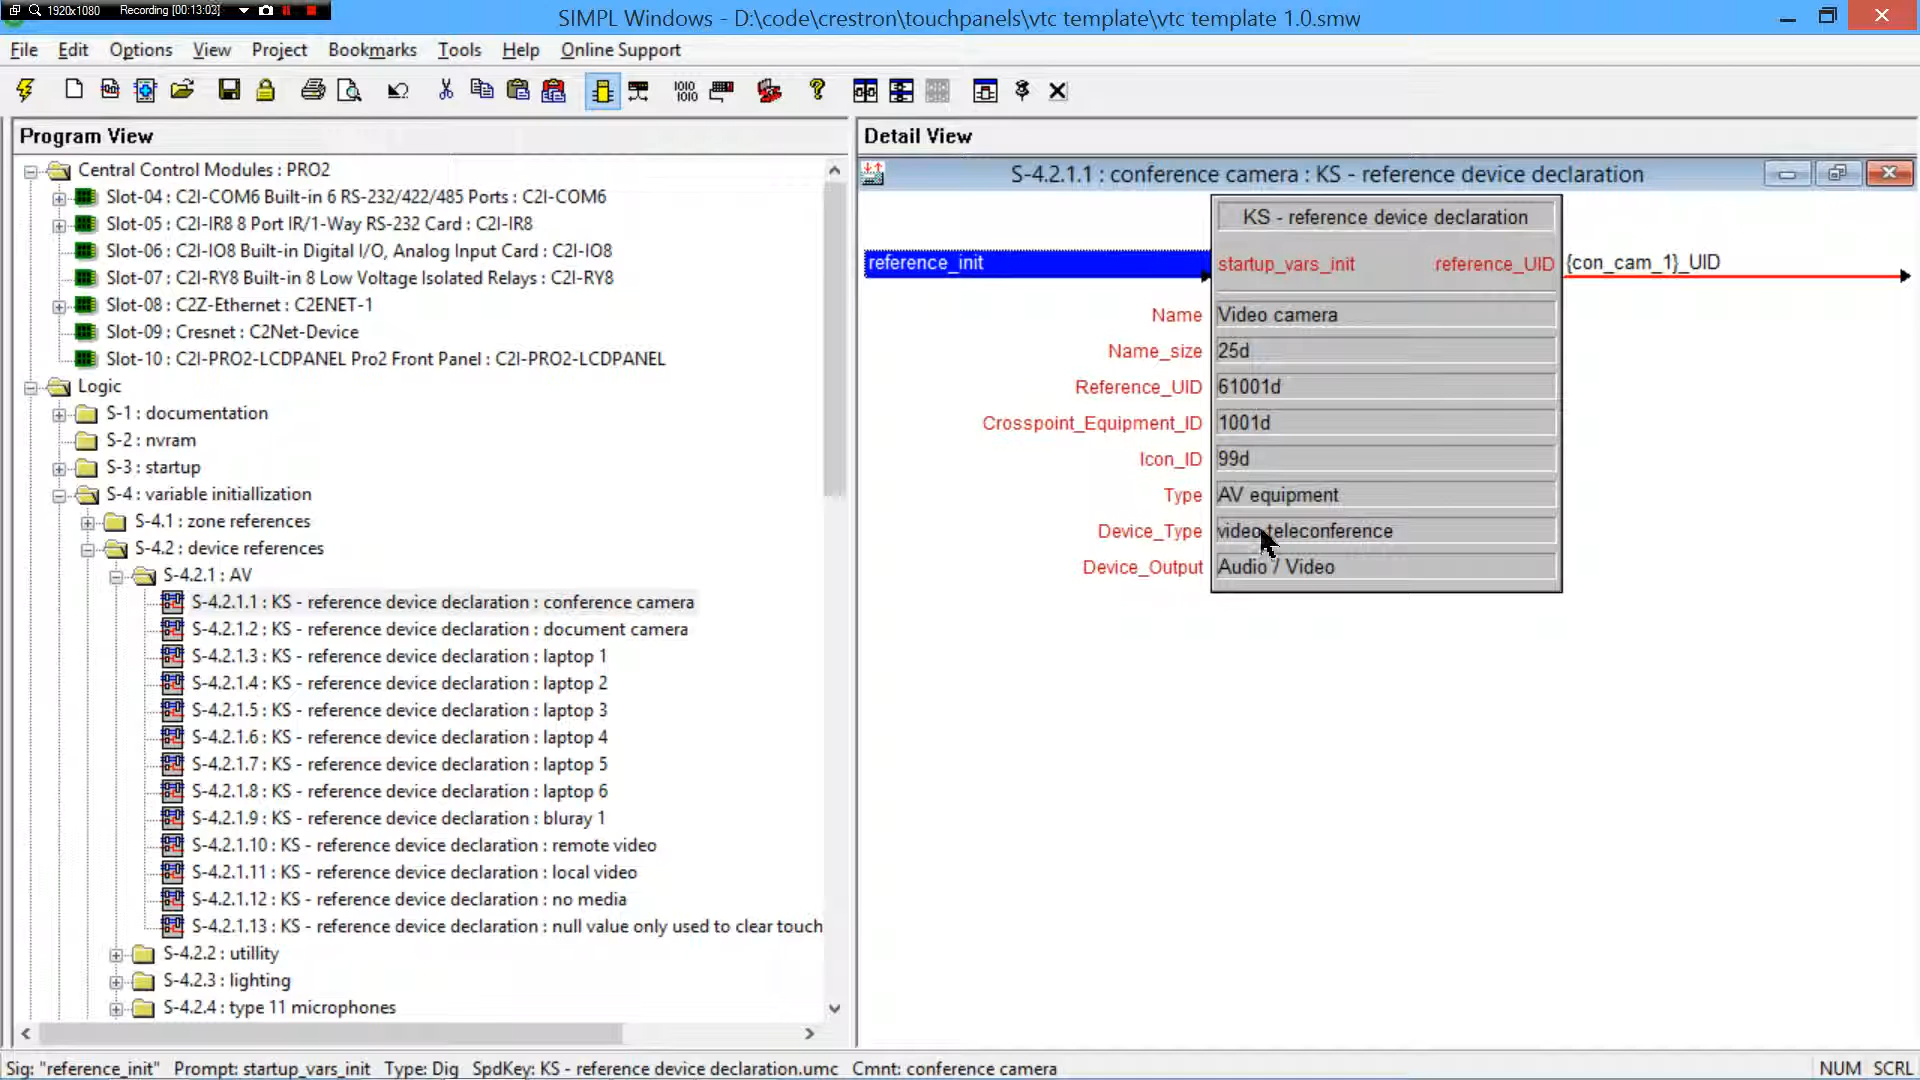 1920x1080 Recording [00:13:03]
SIMPL Windows - D:\code\crestron\touchpanels\vtc template\vtc template 1.0.smw
File Edit Options View Project Bookmarks Tools Help Online Support
Program View
Central Control Modules : PRO2
Slot-04 : C2I-COM6 Built-in 6 RS-232/422/485 Ports : C2I-COM6
Slot-05 : C2I-IR8 8 Port IR/1-Way RS-232 Card : C2I-IR8
Slot-06 : C2I-IO8 Built-in Digital I/O, Analog Input Card : C2I-IO8
Slot-07 : C2I-RY8 Built-in 8 Low Voltage Isolated Relays : C2I-RY8
Slot-08 : C2Z-Ethernet : C2ENET-1
Slot-09 : Cresnet : C2Net-Device
Slot-10 : C2I-PRO2-LCDPANEL Pro2 Front Panel : C2I-PRO2-LCDPANEL
Logic
S-1 : documentation
S-2 : nvram
S-3 : startup
S-4 : variable initiallization
S-4.1 : zone references
S-4.2 : device references
S-4.2.1 : AV
S-4.2.1.1 : KS - reference device declaration : conference camera
S-4.2.1.2 : KS - reference device declaration : document camera
S-4.2.1.3 : KS - reference device declaration : laptop 1
S-4.2.1.4 : KS - reference device declaration : laptop 2
S-4.2.1.5 : KS - reference device declaration : laptop 3
S-4.2.1.6 : KS - reference device declaration : laptop 4
S-4.2.1.7 : KS - reference device declaration : laptop 5
S-4.2.1.8 : KS - reference device declaration : laptop 6
S-4.2.1.9 : KS - reference device declaration : bluray 1
S-4.2.1.10 : KS - reference device declaration : remote video
S-4.2.1.11 : KS - reference device declaration : local video
S-4.2.1.12 : KS - reference device declaration : no media
S-4.2.1.13 : KS - reference device declaration : null value only used to clear touch
S-4.2.2 : utillity
S-4.2.3 : lighting
S-4.2.4 : type 11 microphones
Detail View
S-4.2.1.1 : conference camera : KS - reference device declaration
KS - reference device declaration
reference_init startup_vars_init reference_UID {con_cam_1}_UID
Name Video camera
Name_size 25d
Reference_UID 61001d
Crosspoint_Equipment_ID 1001d
Icon_ID 99d
Type AV equipment
Device_Type video teleconference
Device_Output Audio / Video
Sig: "reference_init" Prompt: startup_vars_init Type: Dig SpdKey: KS - reference device declaration.umc Cmnt: conference camera NUM SCRL